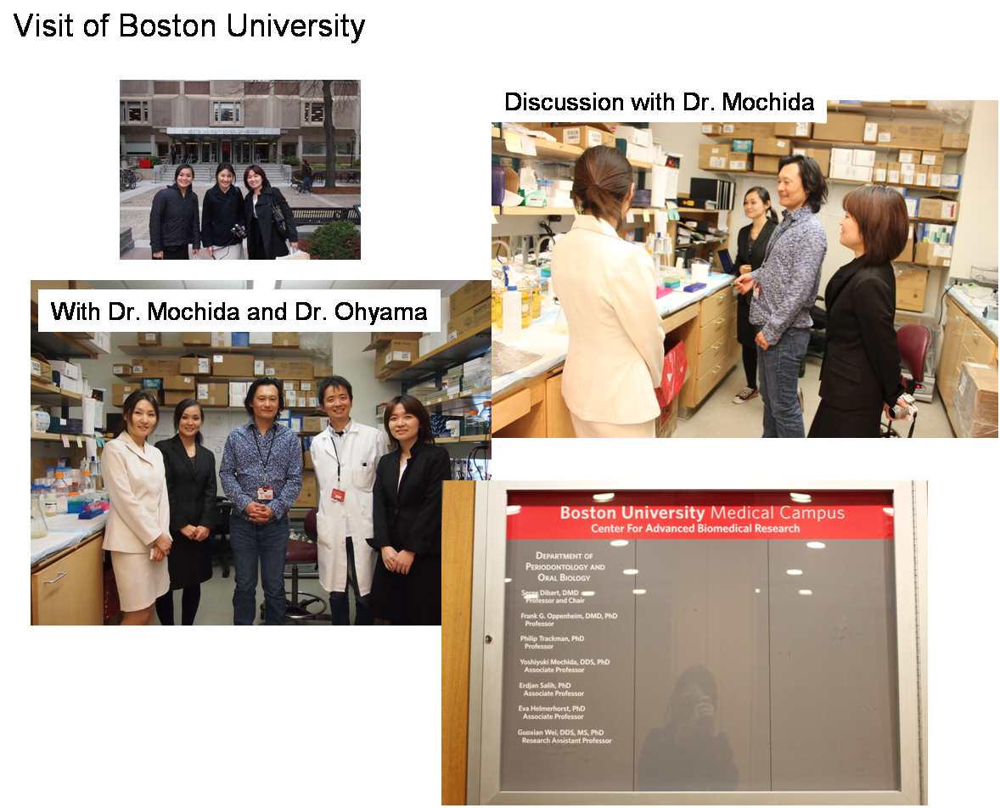 Visit of Boston University
Discussion with Dr. Mochida
With Dr. Mochida and Dr. Ohyama
Boston University Medical Campus
Center For Advanced Biomedical Research
DEPARTMENT OF
PERIODONTOLOGY AND
ORAL BIOLOGY
Serge Dibart, DMD
Professor and Chair
Frank G. Oppenheim, DMD, PhD
Professor
Philip Trackman, PhD
Professor
Yoshiyuki Mochida, DDS, PhD
Associate Professor
Erdjan Salih, PhD
Associate Professor
Eva Helmerhorst, PhD
Associate Professor
Guoxian Wei, DDS, MS, PhD
Research Assistant Professor